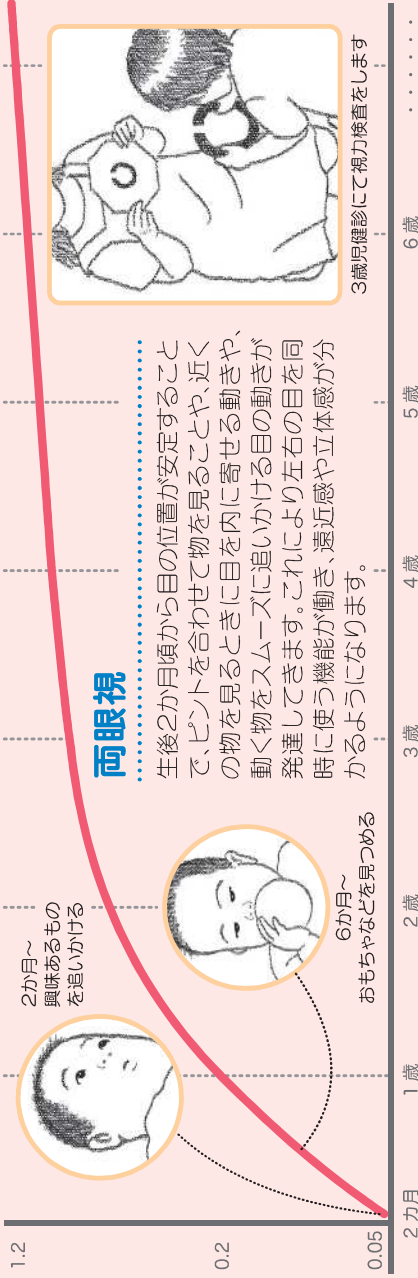 1.2
0.2
0.05
2か月~
興味あるもの
を追いかける
6か月~
おもちゃなどを見つめる
両眼視
生後2か月頃から目の位置が安定すること
で、ピントを合わせて物を見ることや、近く
の物を見るときに目を内に寄せる動きや、
動く物をスムーズに追いかける目の動きが
発達してきます。これにより左右の目を同
時に使う機能が働き、遠近感や立体感が分
かるようになります。
3歳児健診にて視力検査をします
2カ月 1歳 2歳 3歳 4歳 5歳 6歳 ......